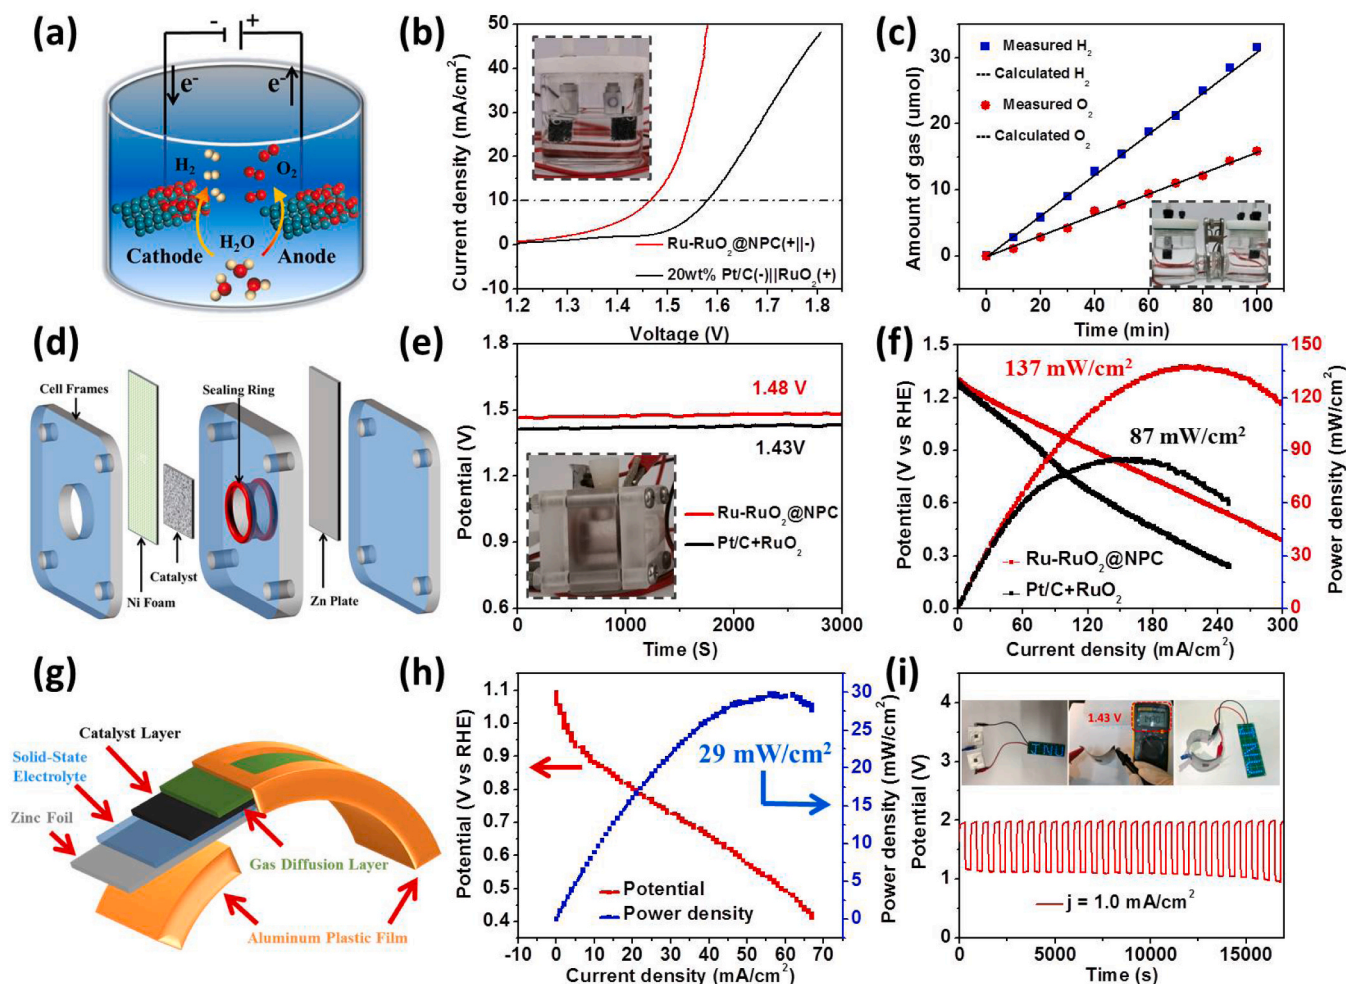 (a)
- +
e⁻ e⁻
H₂ O₂
H₂O
Cathode Anode
(b)
Current density (mA/cm²)
50
40
30
20
10
0
-10
1.2 1.3 1.4 1.5 1.6 1.7 1.8
Voltage (V)
Ru-RuO₂@NPC(+||-)
20wt% Pt/C(-)||RuO₂(+)
(c)
Amount of gas (umol)
30
20
10
0
0 20 40 60 80 100
Time (min)
Measured H₂
Calculated H₂
Measured O₂
Calculated O₂
(d)
Cell Frames
Sealing Ring
Catalyst
Ni Foam
Zn Plate
(e)
Potential (V)
1.8
1.5
1.2
0.9
0.6
0 1000 2000 3000
Time (S)
1.48 V
1.43V
Ru-RuO₂@NPC
Pt/C+RuO₂
(f)
Potential (V vs RHE)
1.5
1.2
0.9
0.6
0.3
0.0
0 60 120 180 240 300
Current density (mA/cm²)
150
120
90
60
30
0
Power density (mW/cm²)
137 mW/cm²
87 mW/cm²
Ru-RuO₂@NPC
Pt/C+RuO₂
(g)
Catalyst Layer
Solid-State
Electrolyte
Zinc Foil
Gas Diffusion Layer
Aluminum Plastic Film
(h)
Potential (V vs RHE)
1.1
1.0
0.9
0.8
0.7
0.6
0.5
0.4
-10 0 10 20 30 40 50 60 70
Current density (mA/cm²)
30
25
20
15
10
5
0
Power density (mW/cm²)
29 mW/cm²
Potential
Power density
(i)
Potential (V)
4
3
2
1
0
0 5000 10000 15000
Time (s)
1.43 V
JNU
JNU
j = 1.0 mA/cm²